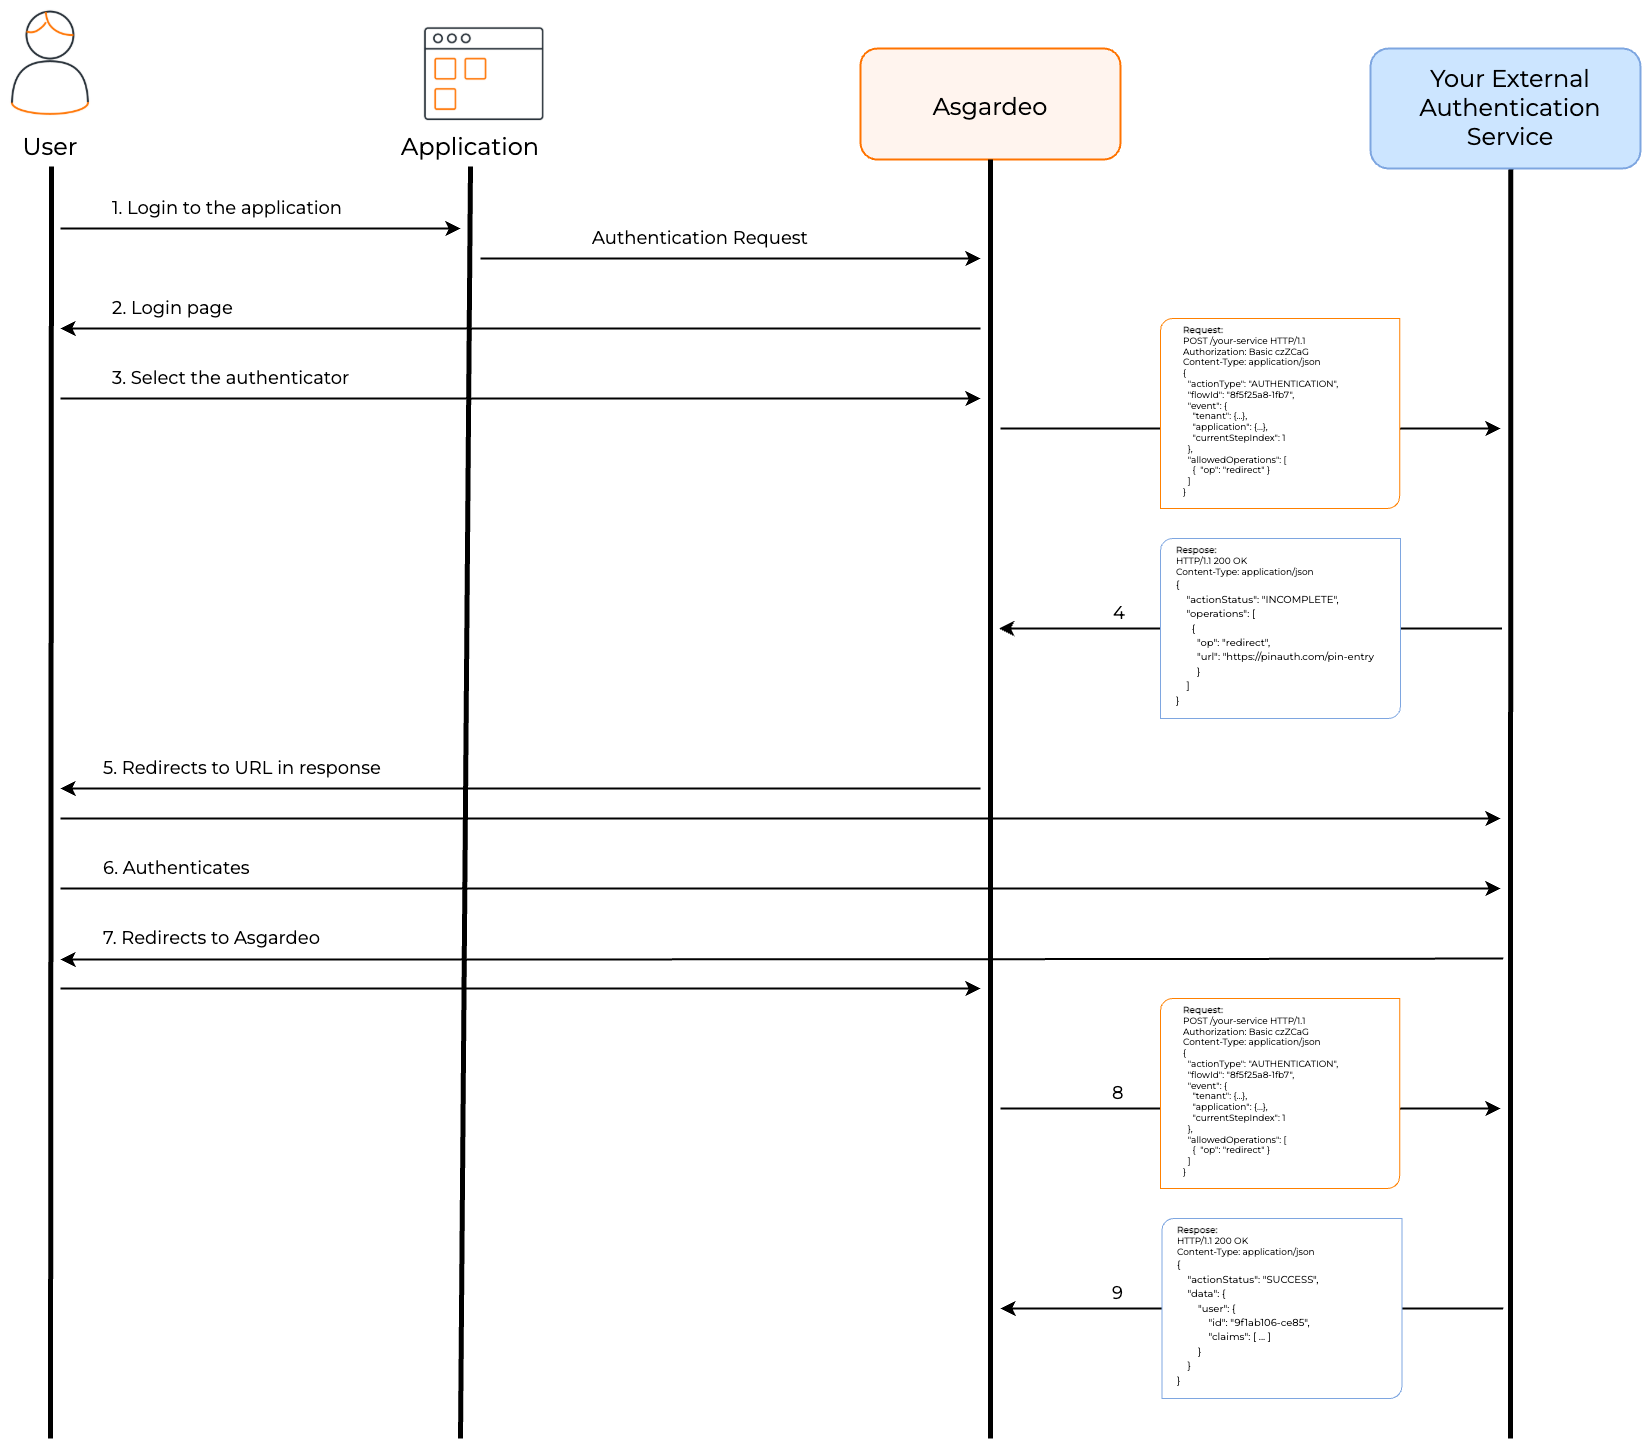 User
Application
Asgardeo
Your External
Authentication
Service
1. Login to the application
Authentication Request
2. Login page
3. Select the authenticator
Request:
POST /your-service HTTP/1.1
Authorization: Basic czZCaG
Content-Type: application/json
{
"actionType": "AUTHENTICATION",
"flowId": "8f5f25a8-1fb7",
"event": {
"tenant": {...},
"application": {...},
"currentStepIndex": 1
},
"allowedOperations": [
{ "op": "redirect" }
]
}
4
Respose:
HTTP/1.1 200 OK
Content-Type: application/json
{
"actionStatus": "INCOMPLETE",
"operations": [
{
"op": "redirect",
"url": "https://pinauth.com/pin-entry
}
]
}
5. Redirects to URL in response
6. Authenticates
7. Redirects to Asgardeo
8
Request:
POST /your-service HTTP/1.1
Authorization: Basic czZCaG
Content-Type: application/json
{
"actionType": "AUTHENTICATION",
"flowId": "8f5f25a8-1fb7",
"event": {
"tenant": {...},
"application": {...},
"currentStepIndex": 1
},
"allowedOperations": [
{ "op": "redirect" }
]
}
9
Respose:
HTTP/1.1 200 OK
Content-Type: application/json
{
"actionStatus": "SUCCESS",
"data": {
"user": {
"id": "9f1ab106-ce85",
"claims": [ ... ]
}
}
}